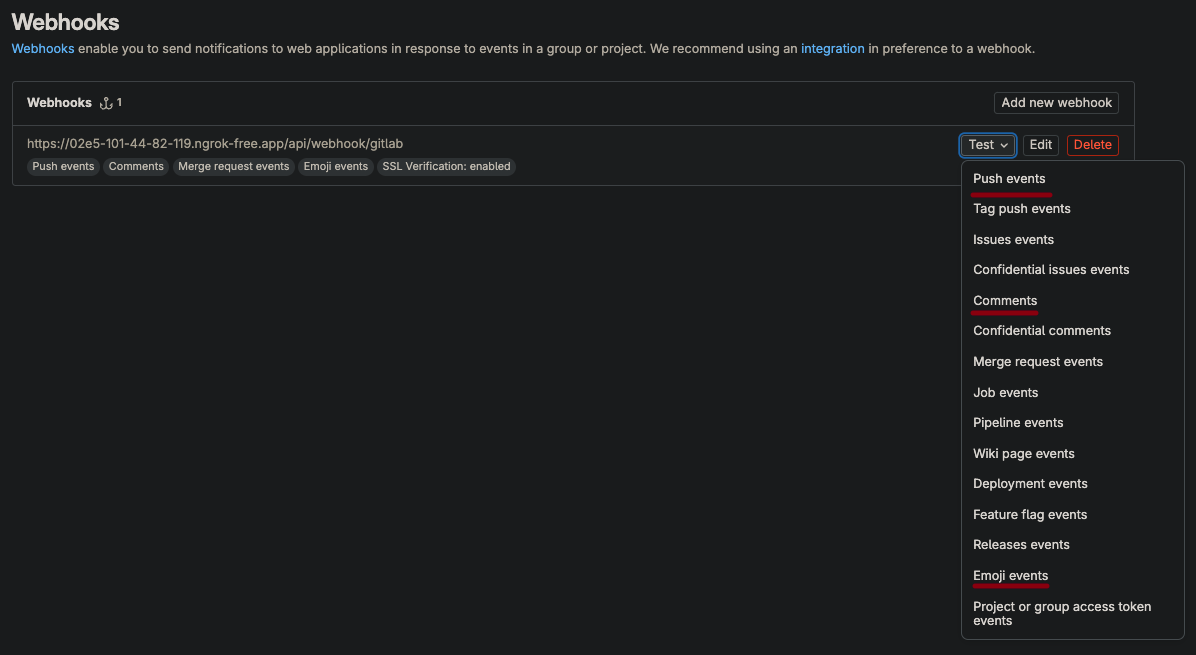 Webhooks
Webhooks enable you to send notifications to web applications in response to events in a group or project. We recommend using an integration in preference to a webhook.
Webhooks 1
Add new webhook
https://02e5-101-44-82-119.ngrok-free.app/api/webhook/gitlab
Test Edit Delete
Push events Comments Merge request events Emoji events SSL Verification: enabled
Push events
Tag push events
Issues events
Confidential issues events
Comments
Confidential comments
Merge request events
Job events
Pipeline events
Wiki page events
Deployment events
Feature flag events
Releases events
Emoji events
Project or group access token
events